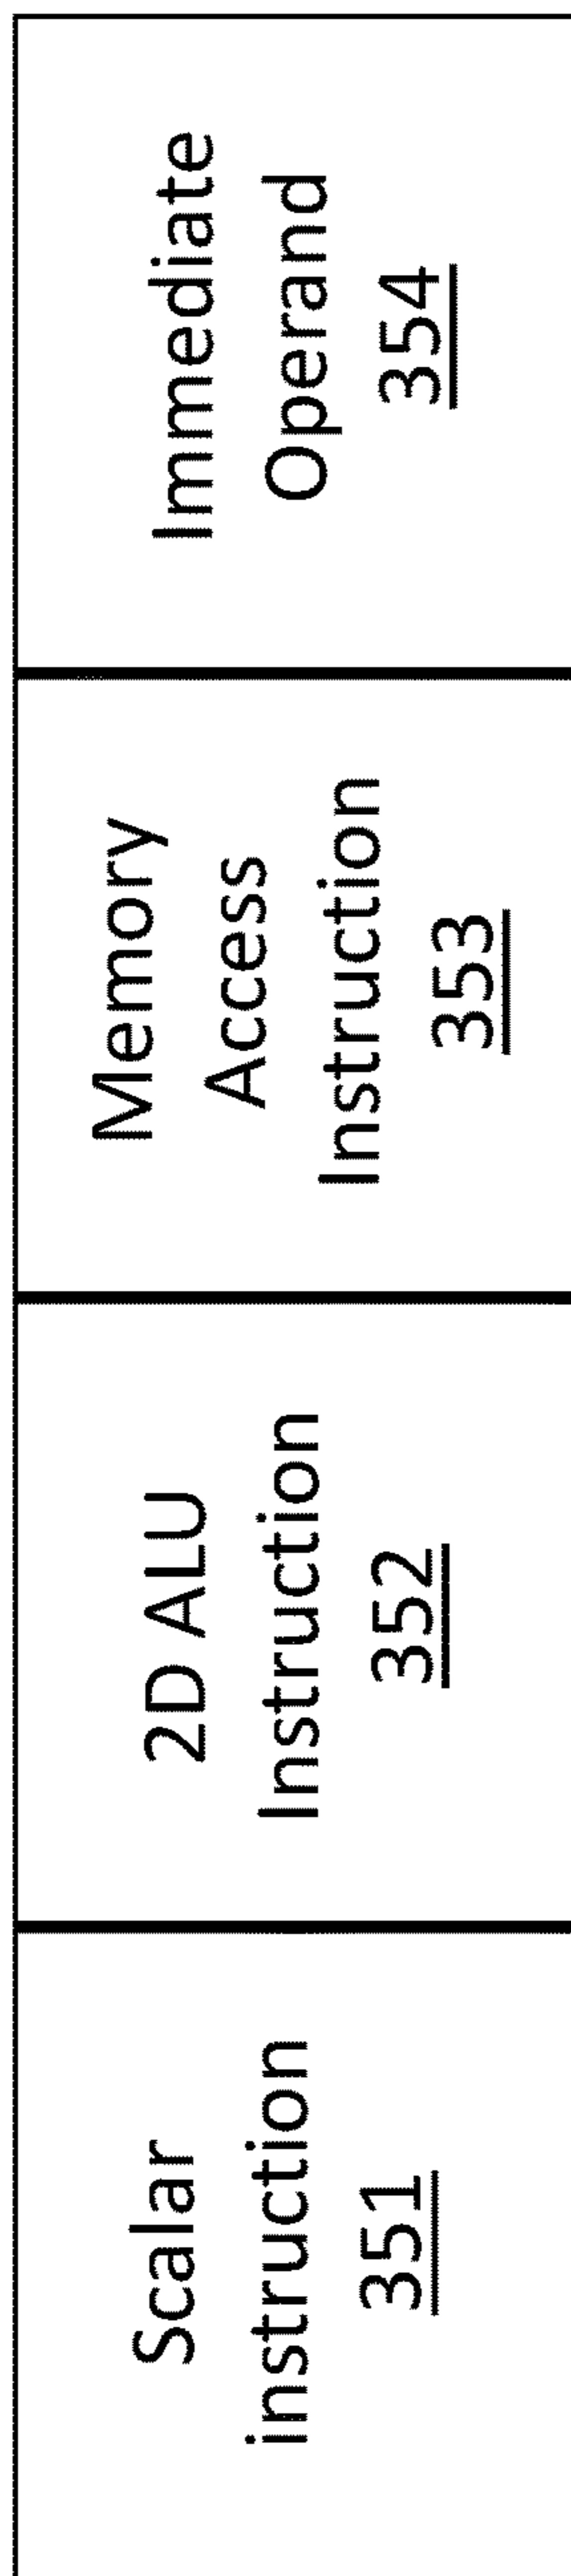 Scalar
instruction
351
2D ALU
Instruction
352
Memory
Access
Instruction
353
Immediate
Operand
354